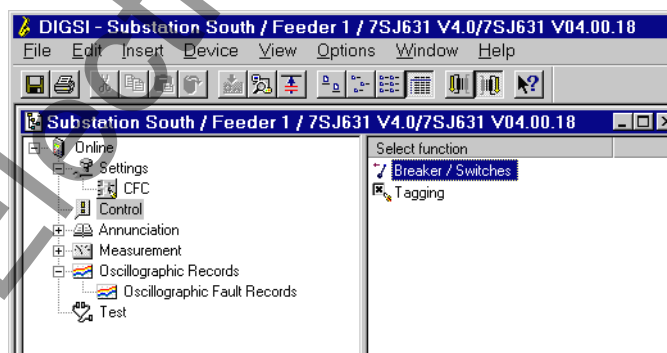 DIGSI - Substation South / Feeder 1 / 7SJ631 V4.0/7SJ631 V04.00.18
File Edit Insert Device View Options Window Help
Substation South / Feeder 1 / 7SJ631 V4.0/7SJ631 V04.00.18
Online
Settings
CFC
Control
Annunciation
Measurement
Oscillographic Records
Oscillographic Fault Records
Test
Select function
Breaker / Switches
Tagging
Elect